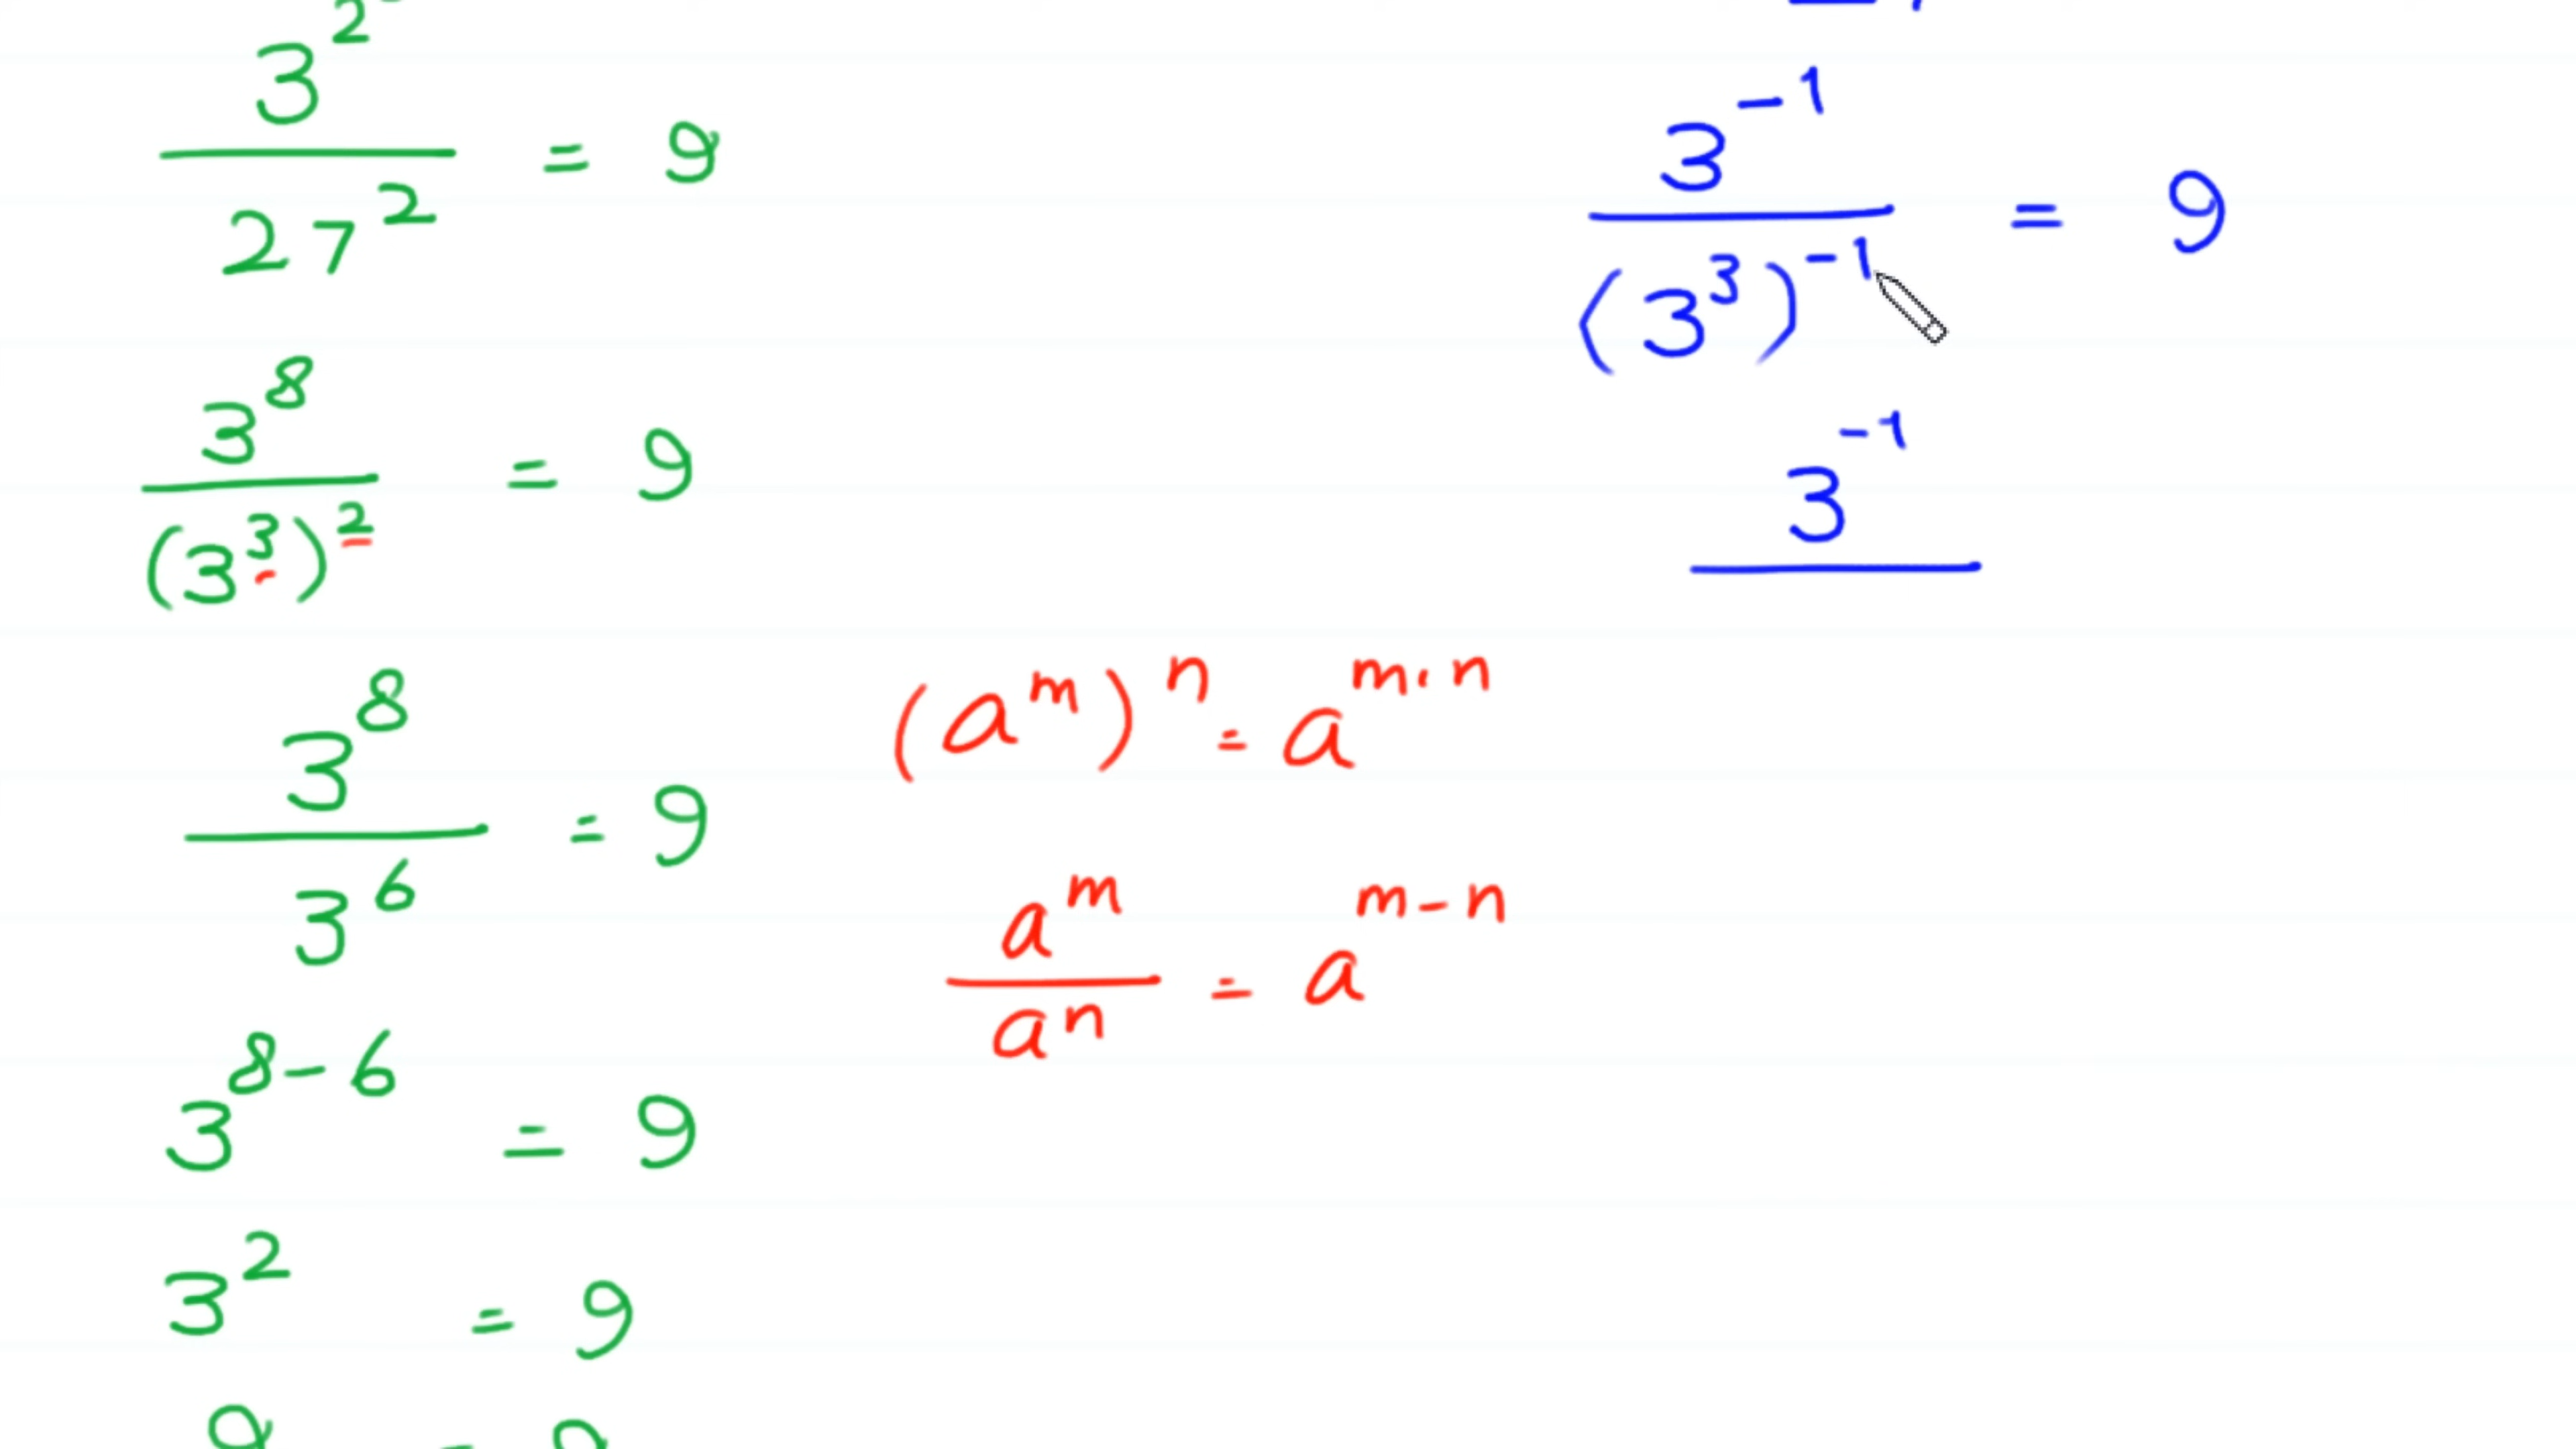 3^2
27^2 = 9
3^8
(3^3)^2 = 9
3^8
3^6 = 9
3^{8-6} = 9
3^2 = 9
(a^m)^n = a^{m·n}
a^m
a^n = a^{m-n}
3^{-1}
(3^3)^{-1} = 9
3^{-1}